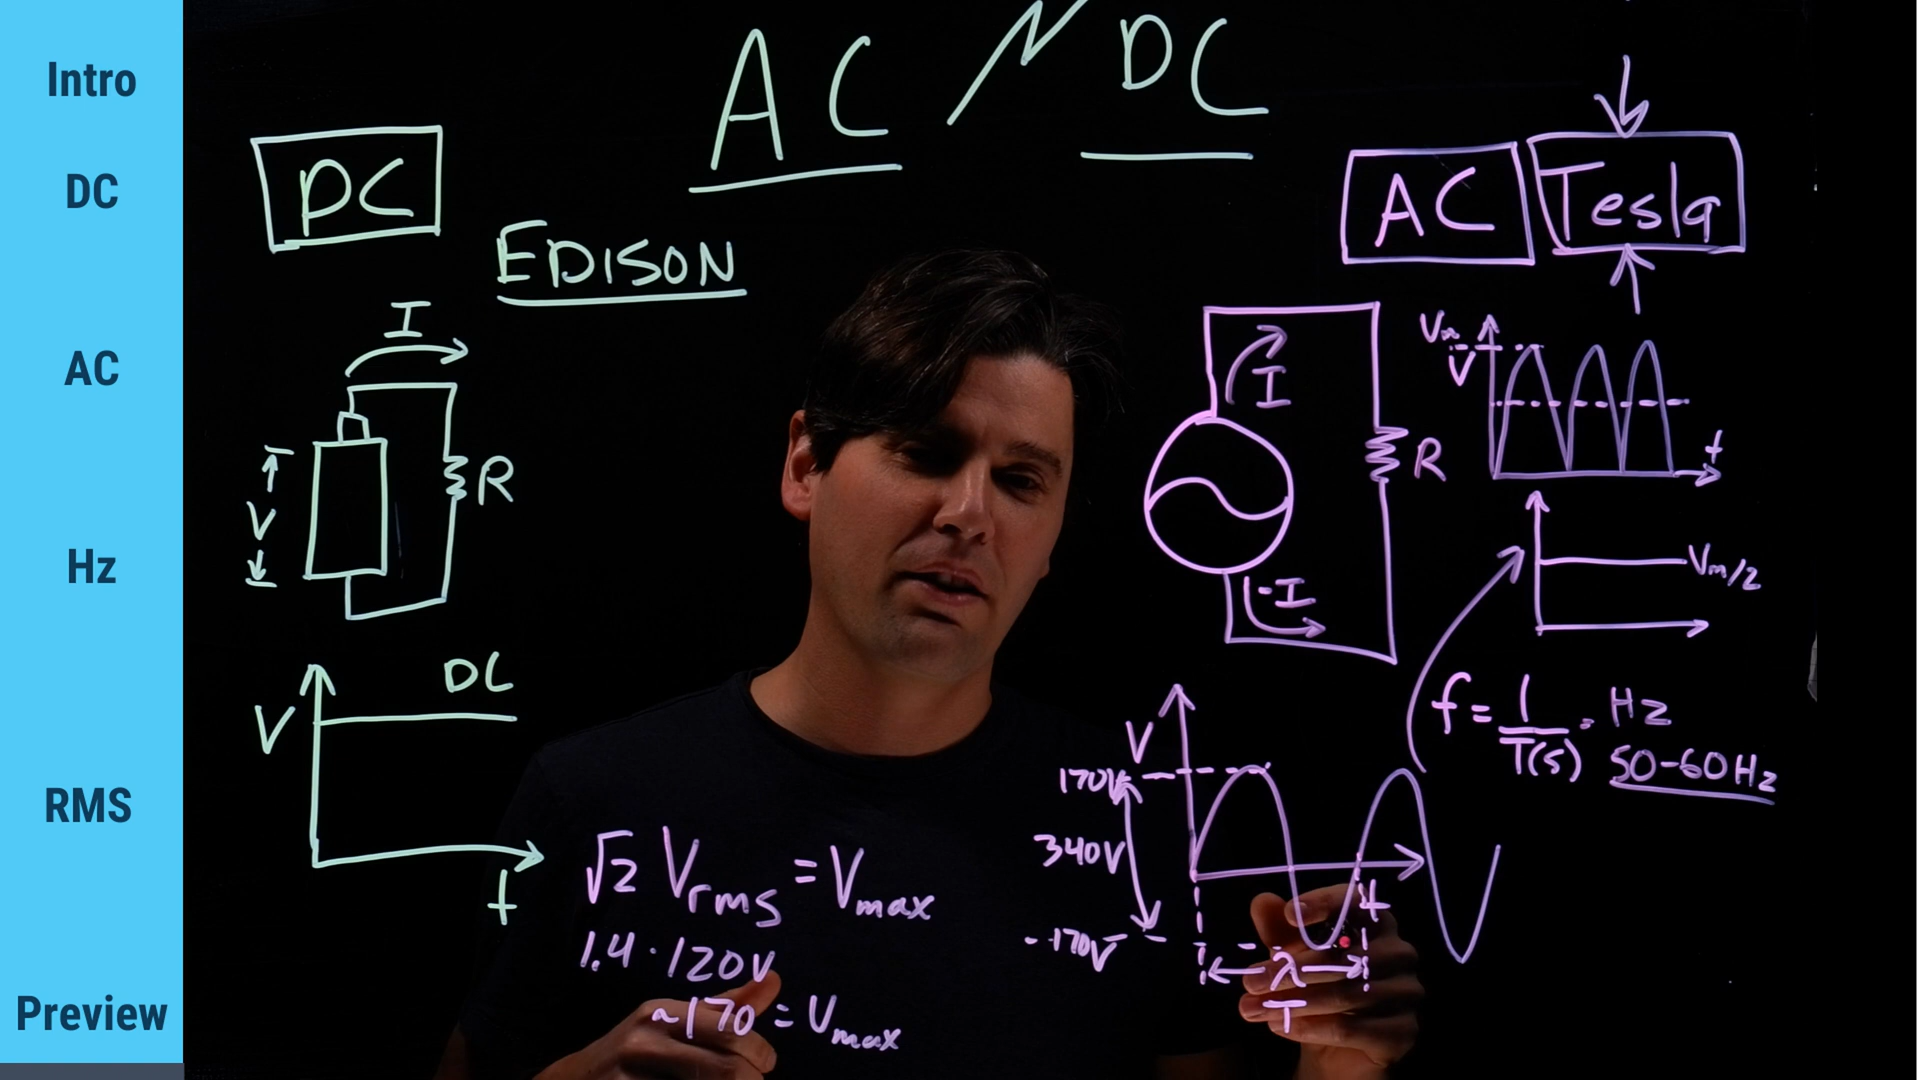 Intro
DC
AC
Hz
RMS
Preview
AC DC
DC
EDISON
I
V
R
DC
V
t
√2 Vrms = Vmax
1.4 · 120V
~170 = Vmax
AC Tesla
I
R
-I
V
t
Vm/2
f = 1/T(s) = Hz
50-60Hz
V
170V
340V
-170V
t
λ
T